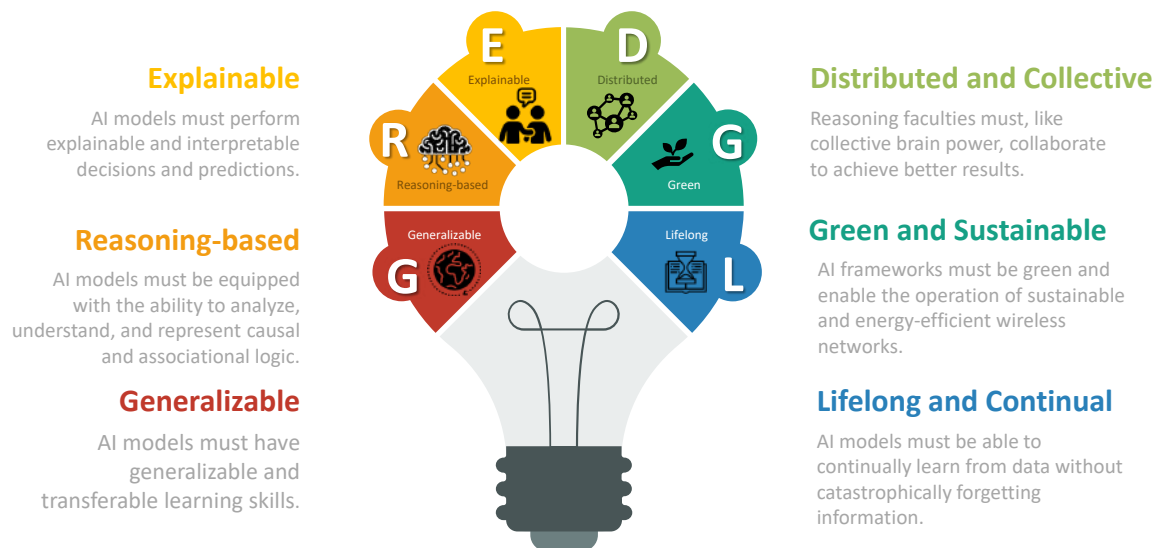 Explainable
AI models must perform
explainable and interpretable
decisions and predictions.
Reasoning-based
AI models must be equipped
with the ability to analyze,
understand, and represent causal
and associational logic.
Generalizable
AI models must have
generalizable and
transferable learning skills.
E
Explainable
D
Distributed
R
Reasoning-based
G
Green
G
Generalizable
L
Lifelong
Distributed and Collective
Reasoning faculties must, like
collective brain power, collaborate
to achieve better results.
Green and Sustainable
AI frameworks must be green and
enable the operation of sustainable
and energy-efficient wireless
networks.
Lifelong and Continual
AI models must be able to
continually learn from data without
catastrophically forgetting
information.